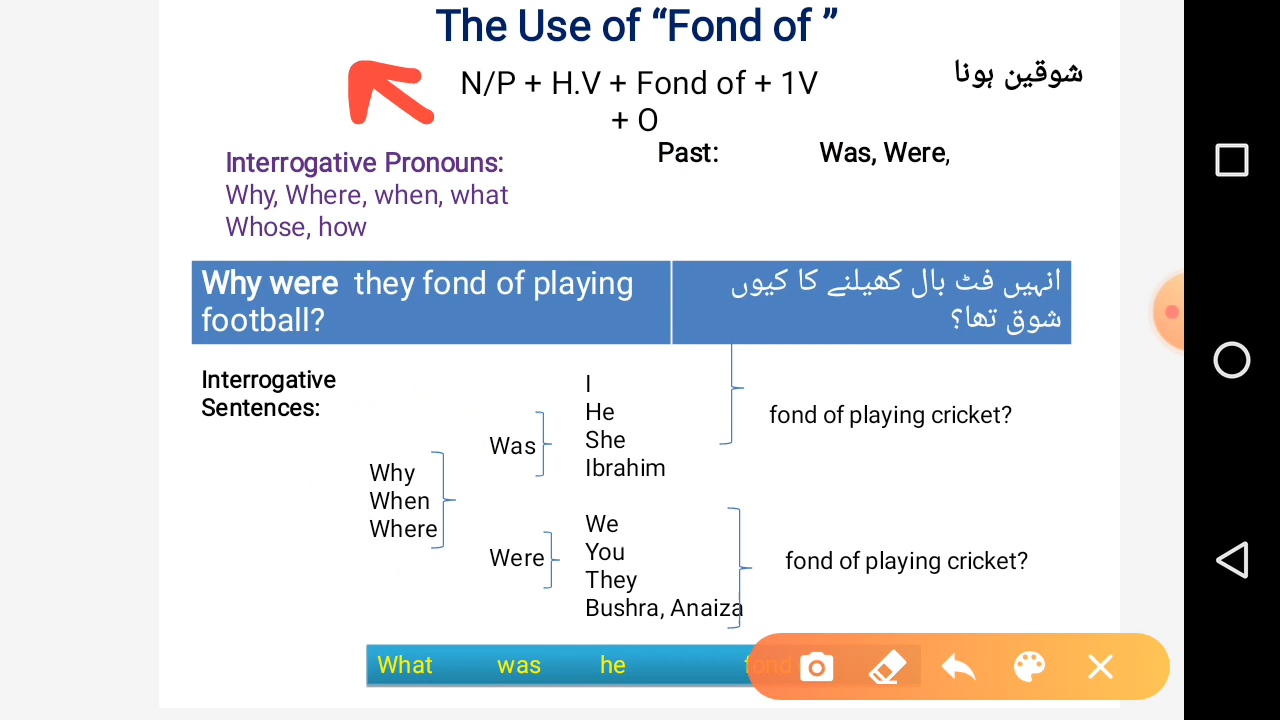 The Use of “Fond of ”
N/P + H.V + Fond of + 1V
+ O
شوقین ہونا
Interrogative Pronouns:
Why, Where, when, what
Whose, how
Past: Was, Were,
Why were they fond of playing
football?
انہیں فٹ بال کھیلنے کا کیوں
شوق تھا؟
Interrogative
Sentences:
Why
When
Where
Was
I
He
She
Ibrahim
fond of playing cricket?
Were
We
You
They
Bushra, Anaiza
fond of playing cricket?
What was he fond